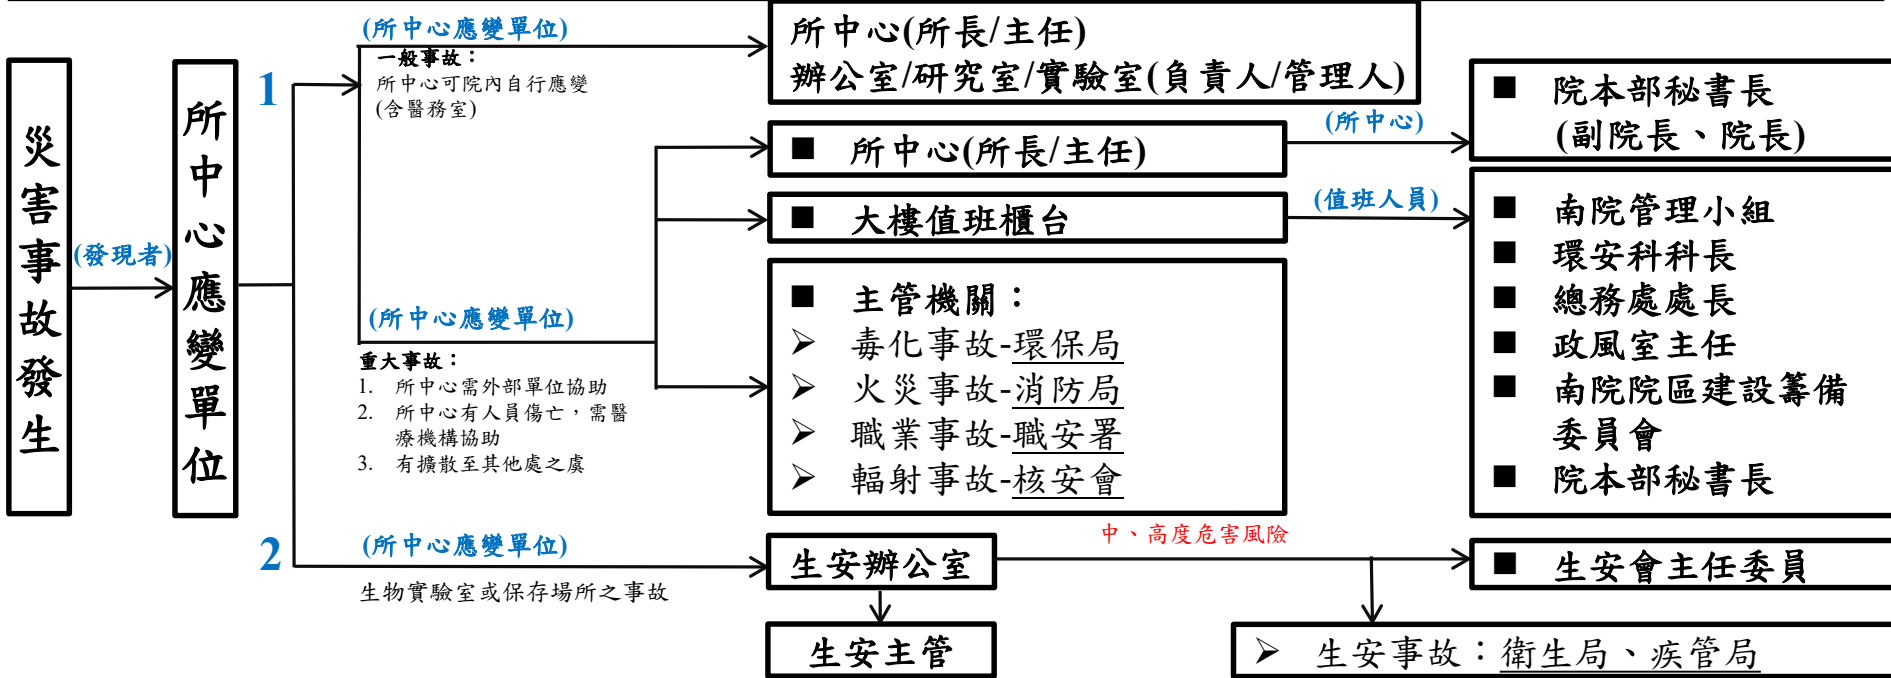 災害事故發生
(發現者)
所中心應變單位
1
(所中心應變單位)
一般事故：
所中心可院內自行應變
(含醫務室)
所中心(所長/主任)
辦公室/研究室/實驗室(負責人/管理人)
(所中心應變單位)
重大事故：
1. 所中心需外部單位協助
2. 所中心有人員傷亡，需醫
療機構協助
3. 有擴散至其他處之虞
■ 所中心(所長/主任)
(所中心)
■ 院本部秘書長
(副院長、院長)
■ 大樓值班櫃台
(值班人員)
■ 南院管理小組
■ 環安科科長
■ 總務處處長
■ 政風室主任
■ 南院院區建設籌備
委員會
■ 院本部秘書長
■ 主管機關：
➢ 毒化事故-環保局
➢ 火災事故-消防局
➢ 職業事故-職安署
➢ 輻射事故-核安會
2
(所中心應變單位)
生物實驗室或保存場所之事故
生安辦公室
中、高度危害風險
■ 生安會主任委員
生安主管
➢ 生安事故：衛生局、疾管局